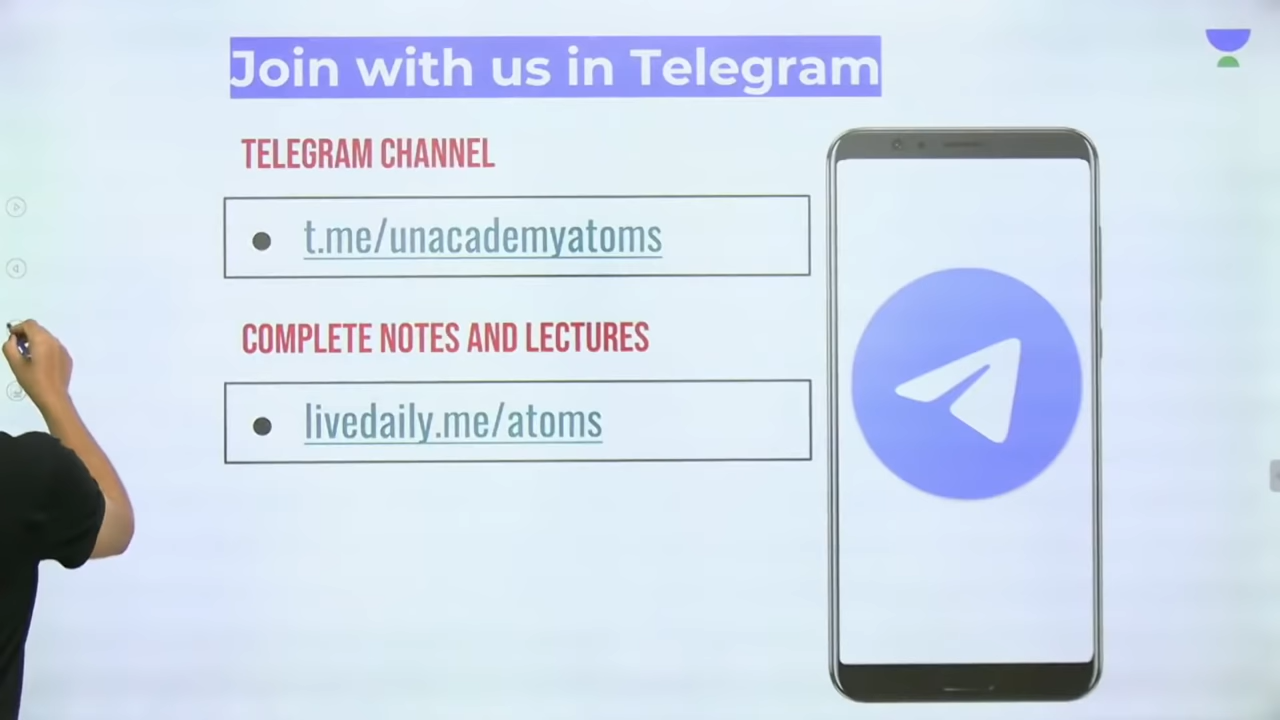 Join with us in Telegram
TELEGRAM CHANNEL
● t.me/unacademyatoms
COMPLETE NOTES AND LECTURES
● livedaily.me/atoms